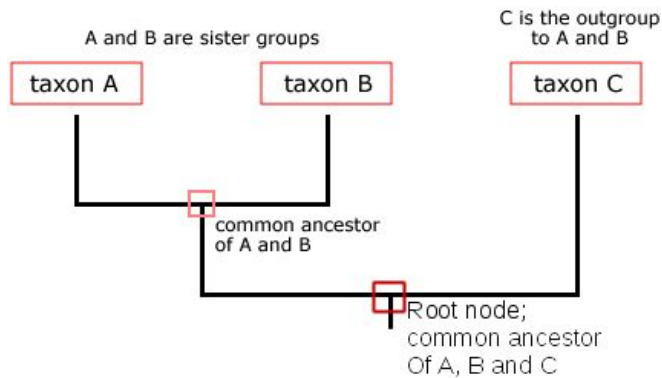 A and B are sister groups
C is the outgroup
to A and B
taxon A
taxon B
taxon C
common ancestor
of A and B
Root node;
common ancestor
Of A, B and C